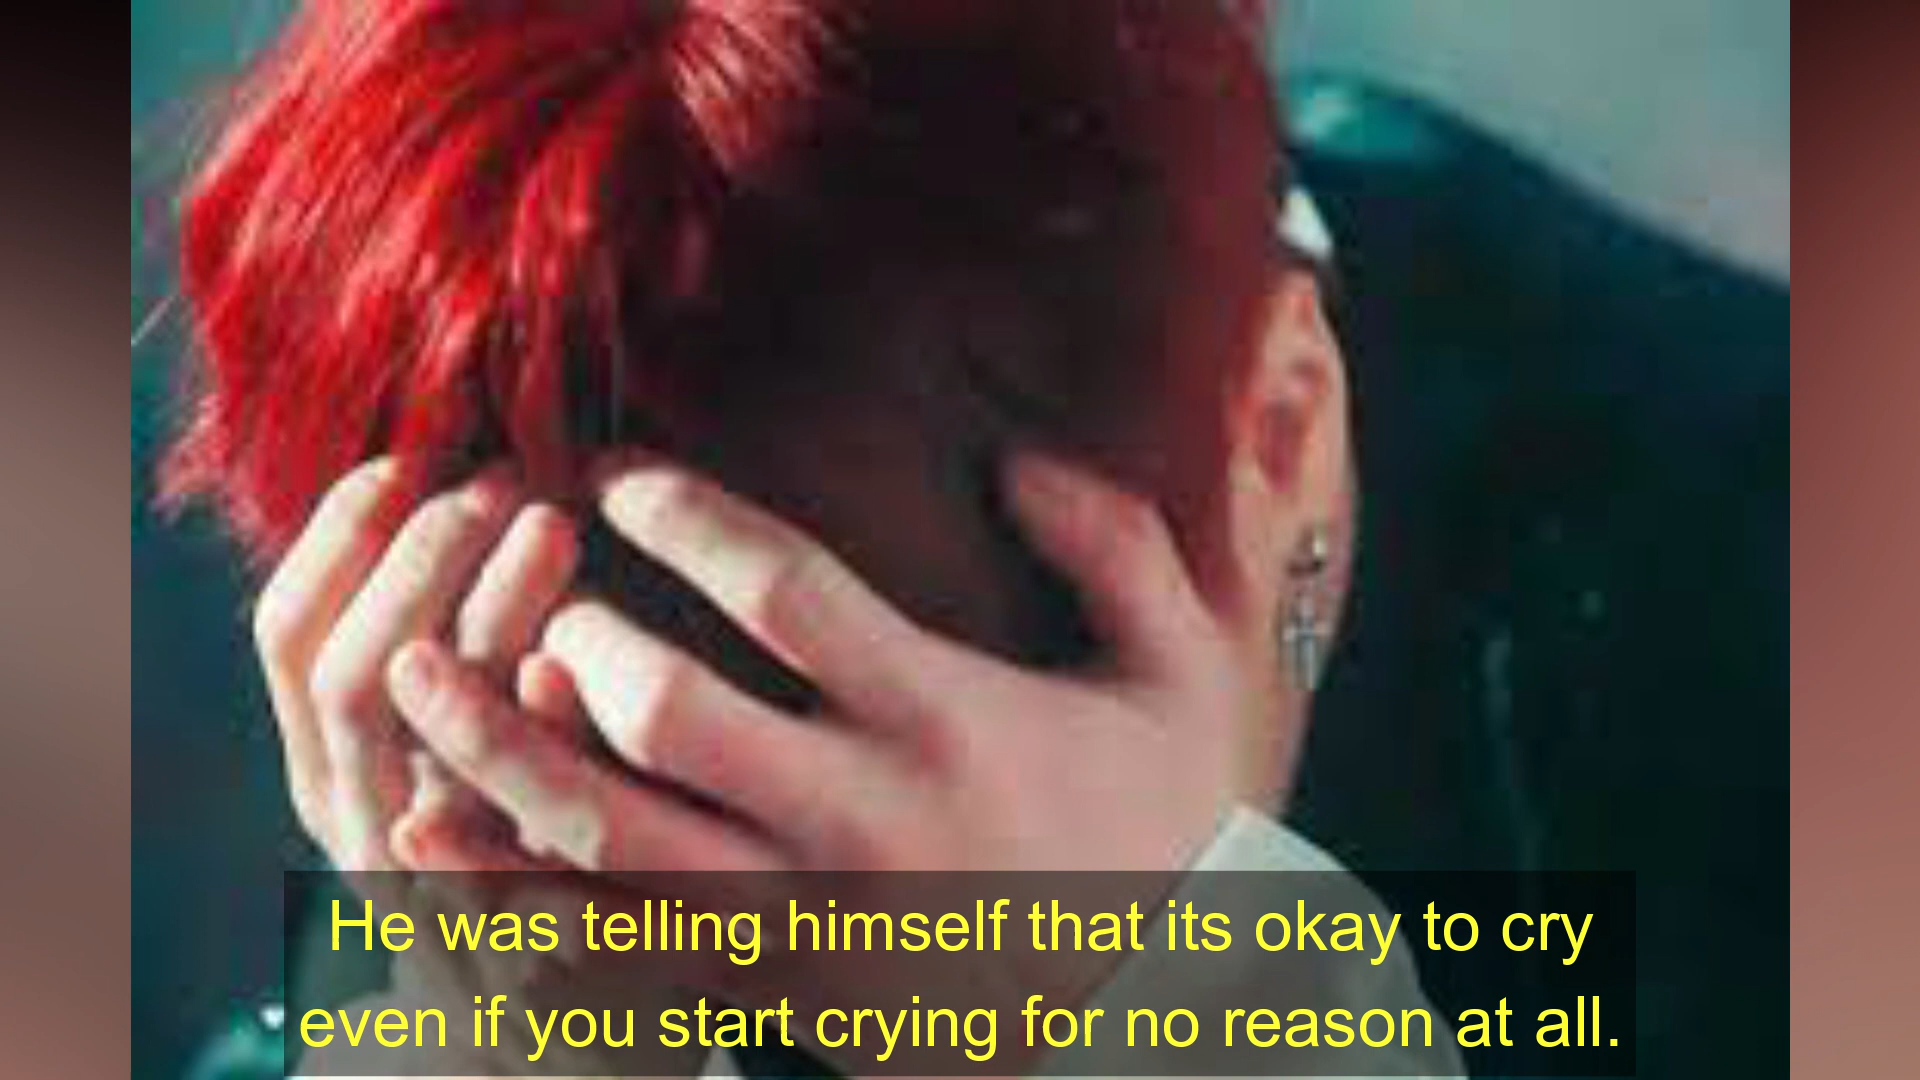 He was telling himself that its okay to cry
even if you start crying for no reason at all.